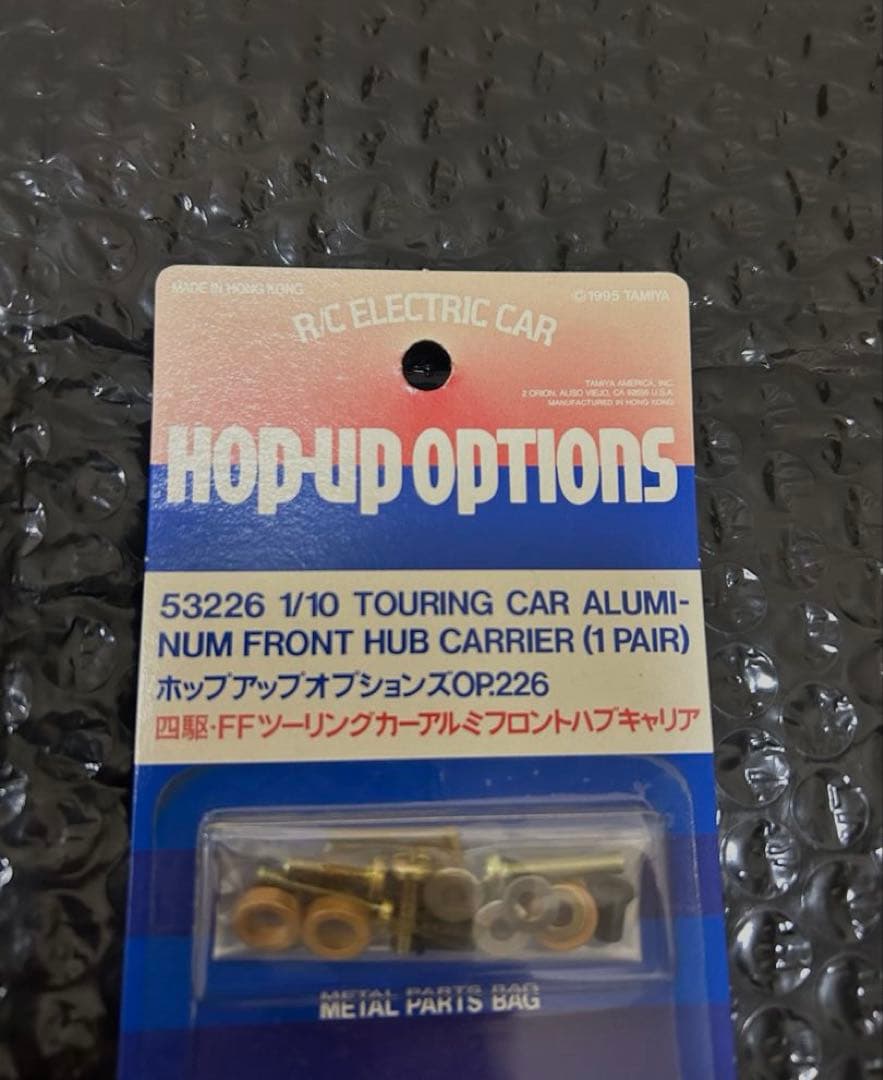 MADE IN HONG KONG
©1995 TAMIYA
R/C ELECTRIC CAR
TAMIYA AMERICA, INC.
2 ORION, ALISO VIEJO, CA 92656 U.S.A.
MANUFACTURED IN HONG KONG
HOP-UP OPTIONS
53226 1/10 TOURING CAR ALUMI-
NUM FRONT HUB CARRIER (1 PAIR)
ホップアップオプションズOP.226
四駆・FFツーリングカーアルミフロントハブキャリア
METAL PARTS BAG